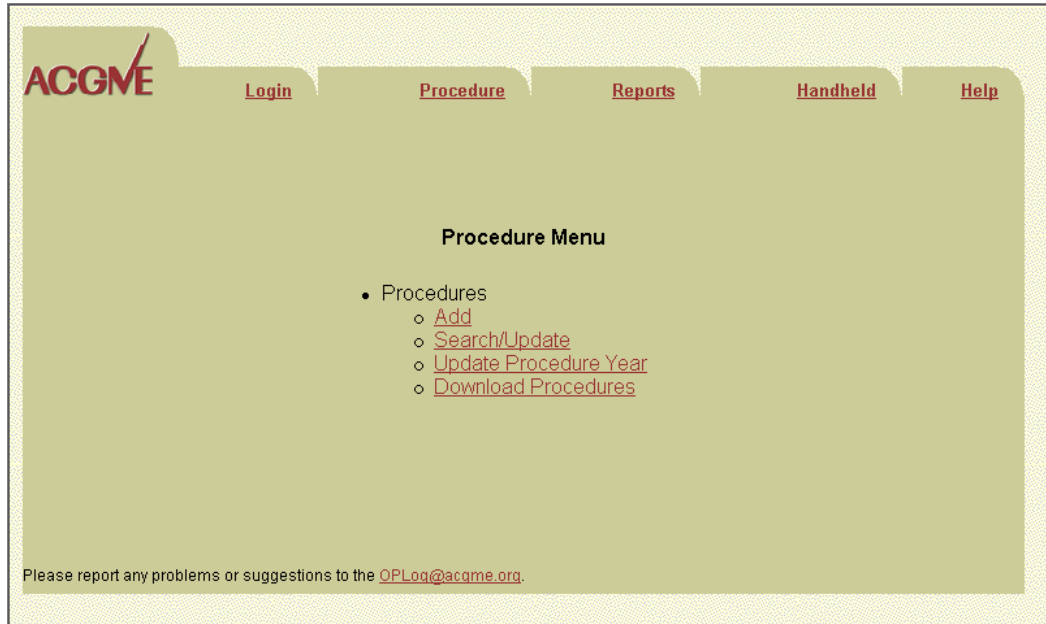 ACGME
Login Procedure Reports Handheld Help
Procedure Menu
• Procedures
o Add
o Search/Update
o Update Procedure Year
o Download Procedures
Please report any problems or suggestions to the OPLog@acgme.org.